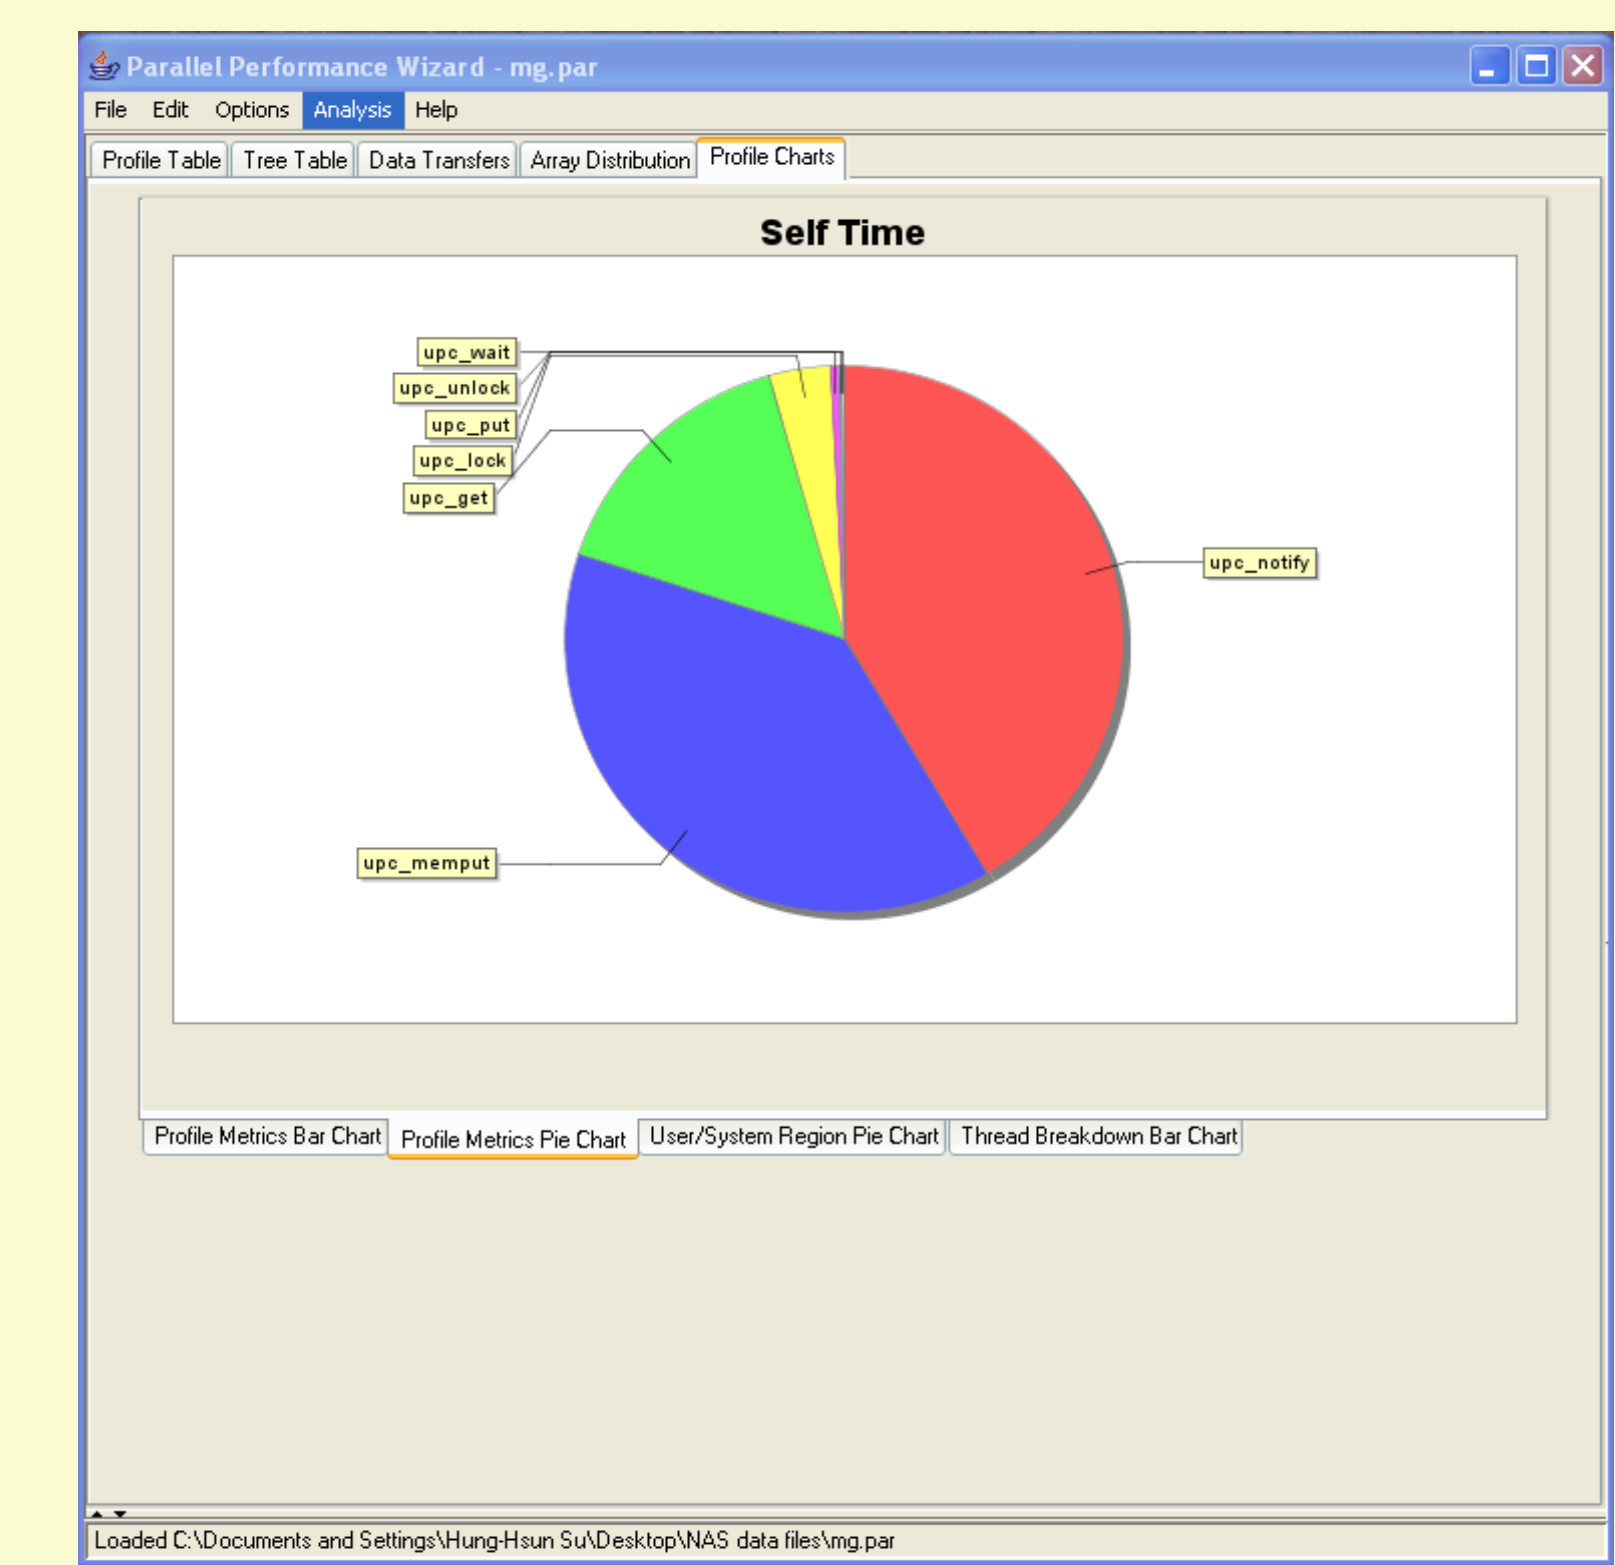 Parallel Performance Wizard - mg.par
File Edit Options Analysis Help
Profile Table Tree Table Data Transfers Array Distribution Profile Charts
Self Time
upc_wait
upc_unlock
upc_put
upc_lock
upc_get
upc_notify
upc_memput
Profile Metrics Bar Chart Profile Metrics Pie Chart User/System Region Pie Chart Thread Breakdown Bar Chart
Loaded C:\Documents and Settings\Hung-Hsun Su\Desktop\NAS data files\mg.par